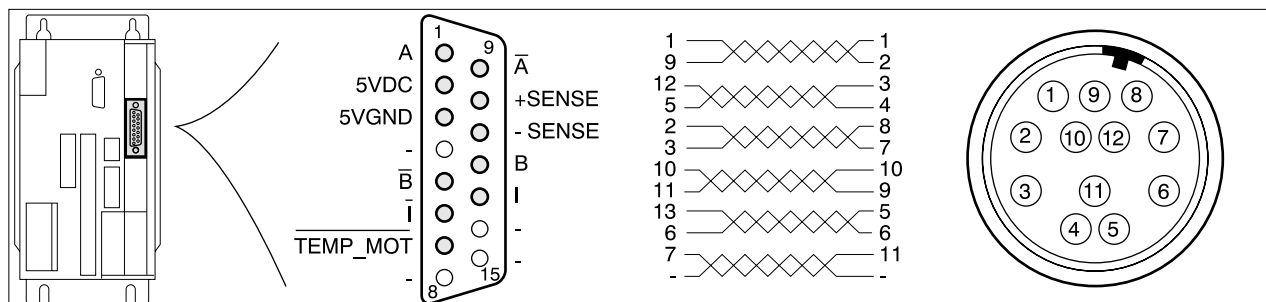 1
9
A
A̅
5VDC
+SENSE
5VGND
- SENSE
-
B
B̅
I
I̅
-
T̅E̅M̅P̅_̅M̅O̅T̅
-
-
8
15
1 1
9 2
12 3
5 4
2 8
3 7
10 10
11 9
13 5
6 6
7 11
- -
1 9 8
2 10 12 7
3 11 6
4 5